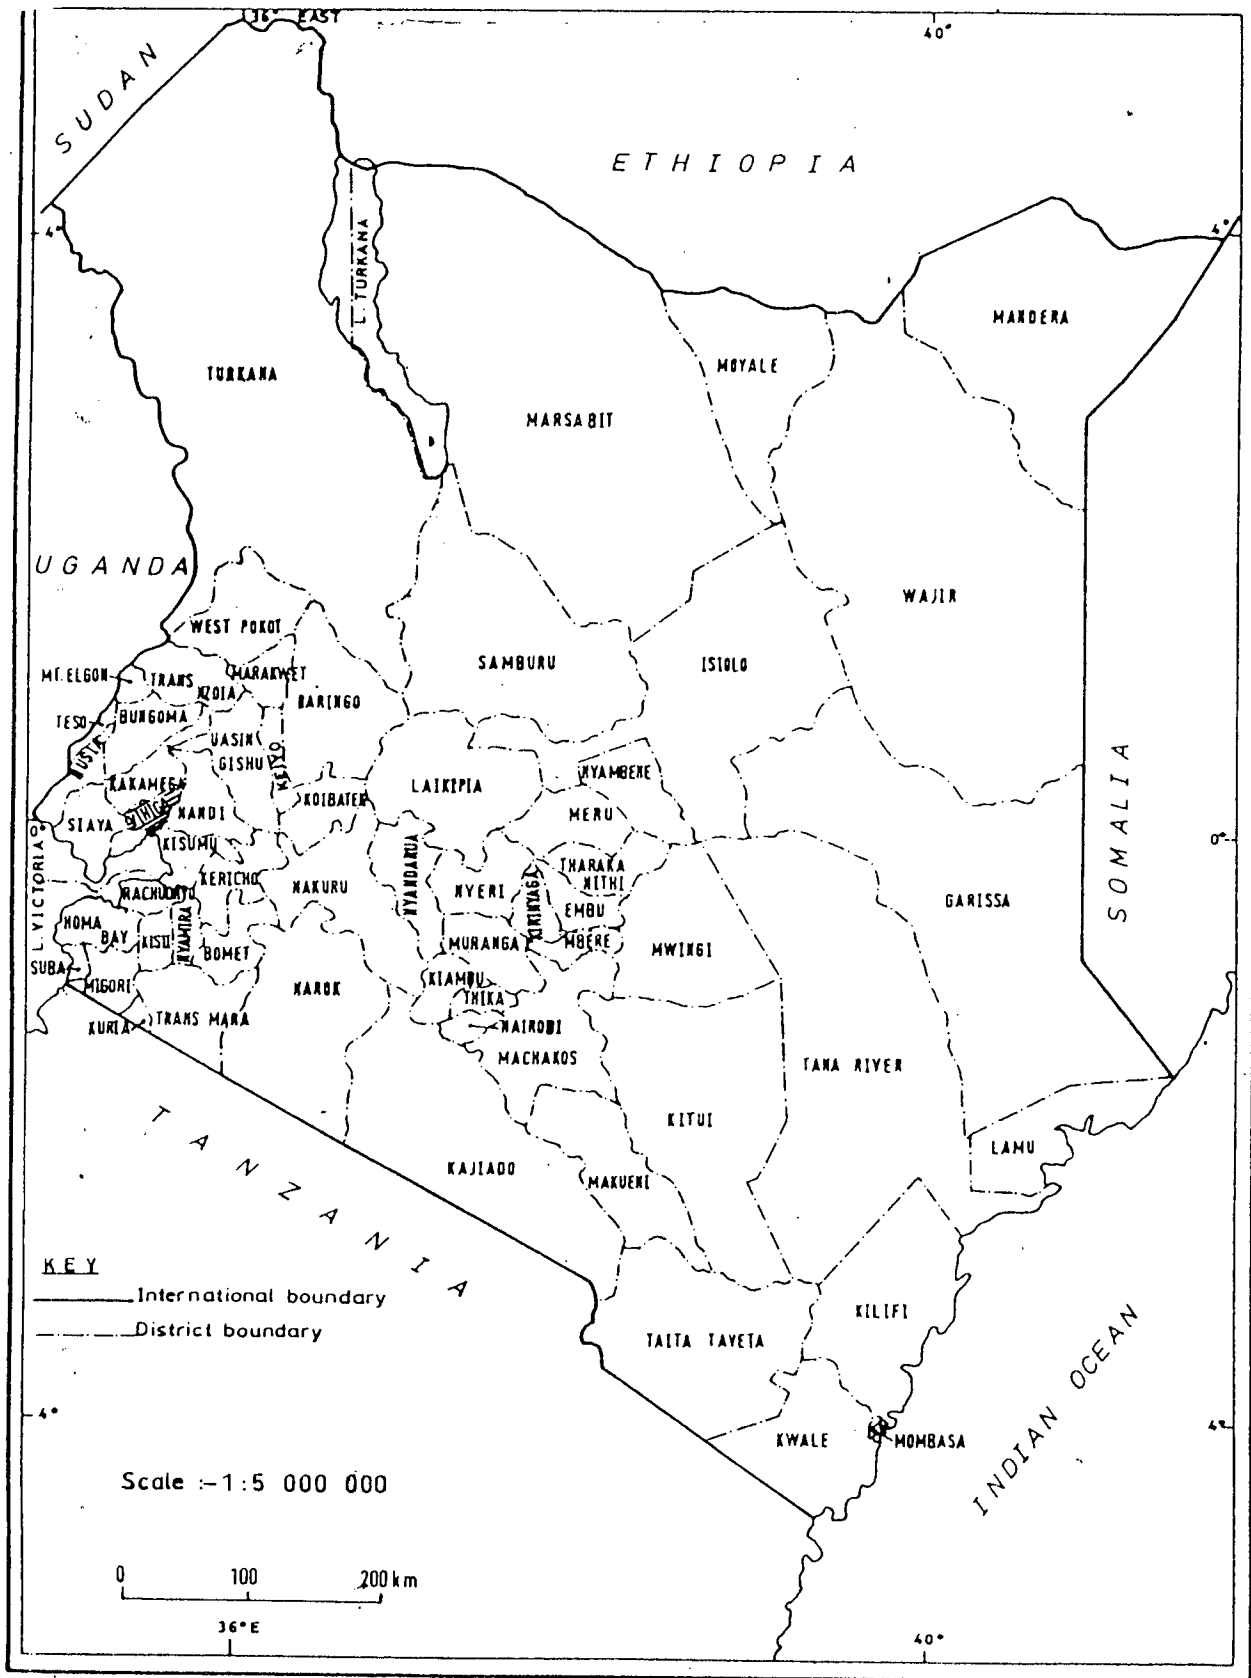 36° EAST
40°
SUDAN
ETHIOPIA
4°
4°
L. TURKANA
MANDERA
TURKANA
MOYALE
MARSABIT
UGANDA
WAJIR
WEST POKOT
SAMBURU
ISIOLO
MT. ELGON
TRANS
NZOIA
MARAKWET
BARINGO
TESO
BUNGOMA
BUSIA
UASIN
GISHU
KEIYO
SOMALIA
KAKAMEGA
KOIBATEK
LAIKIPIA
NYAMBENE
VIHIGA
NANDI
MERU
SIAYA
0°
0°
KISUMU
L. VICTORIA
KERICHO
NAKURU
NYANDARUA
NYERI
KIRINYAGA
THARAKA
NITHI
GARISSA
RACHUONYO
EMBU
HOMA
BAY
KISII
NYAMIRA
BOMET
MURANGA
MBERE
MWINGI
SUBA
MIGORI
NAROK
KIAMBU
THIKA
KURIA
TRANS MARA
NAIROBI
MACHAKOS
TANA RIVER
KITUI
TANZANIA
LAMU
KAJIADO
MAKUENI
KEY
International boundary
District boundary
KILIFI
TAITA TAVETA
INDIAN OCEAN
4°
4°
KWALE
MOMBASA
Scale :-1:5 000 000
0 100 200 km
36°E
40°